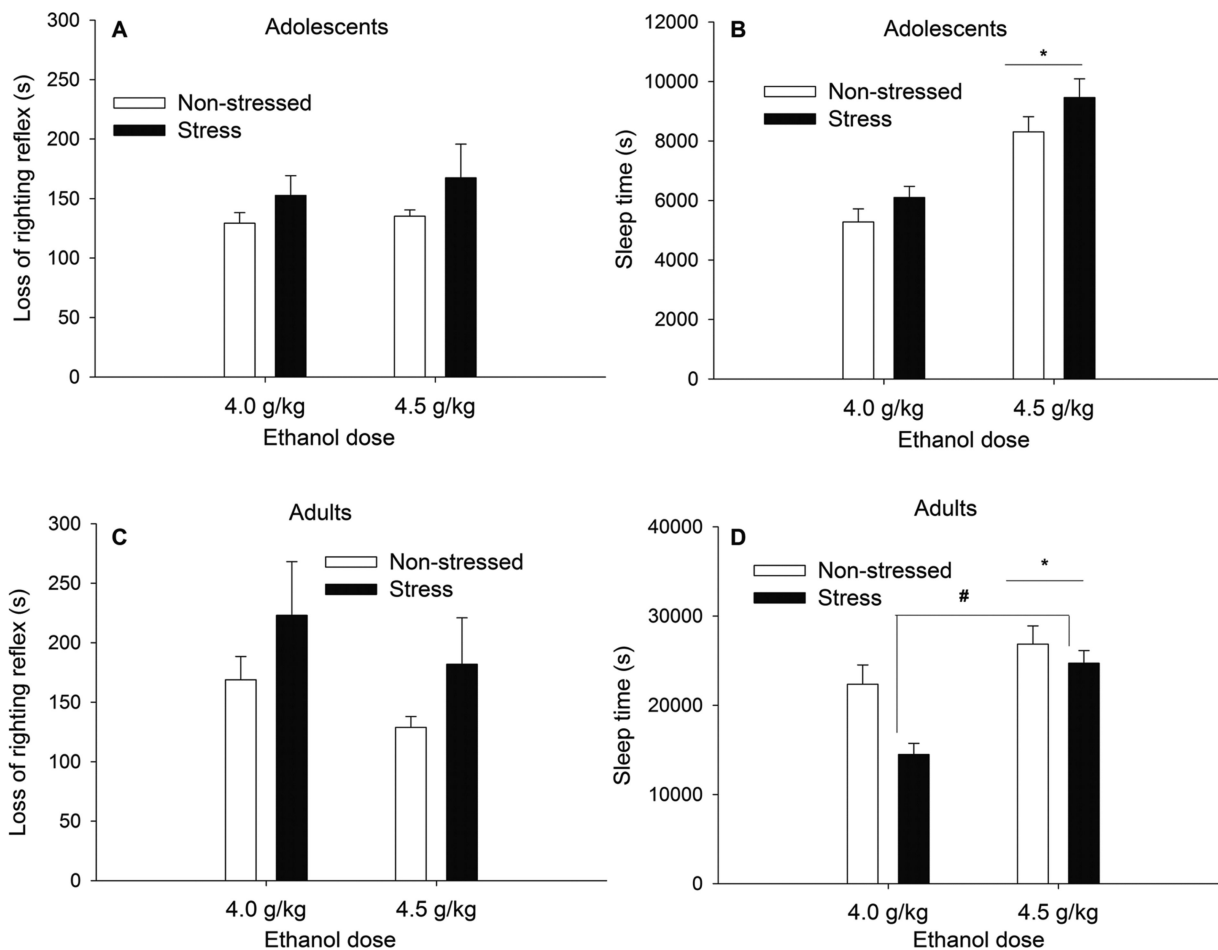 A
Adolescents
Non-stressed
Stress
Loss of righting reflex (s)
300
250
200
150
100
50
0
4.0 g/kg
4.5 g/kg
Ethanol dose
B
Adolescents
*
Non-stressed
Stress
Sleep time (s)
12000
10000
8000
6000
4000
2000
0
4.0 g/kg
4.5 g/kg
Ethanol dose
C
Adults
Non-stressed
Stress
Loss of righting reflex (s)
300
250
200
150
100
50
0
4.0 g/kg
4.5 g/kg
Ethanol dose
D
Adults
Non-stressed
Stress
*
#
Sleep time (s)
40000
30000
20000
10000
0
4.0 g/kg
4.5 g/kg
Ethanol dose